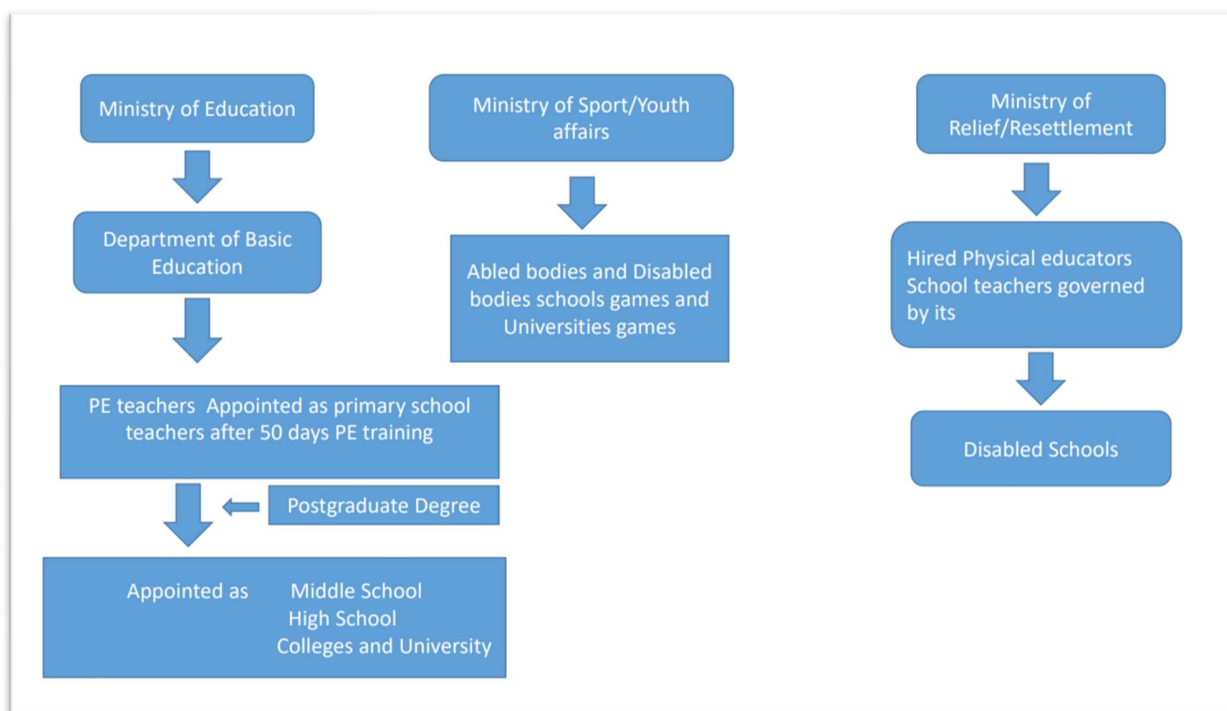 Ministry of Education
Department of Basic
Education
PE teachers Appointed as primary school
teachers after 50 days PE training
Postgraduate Degree
Appointed as Middle School
High School
Colleges and University
Ministry of Sport/Youth
affairs
Abled bodies and Disabled
bodies schools games and
Universities games
Ministry of
Relief/Resettlement
Hired Physical educators
School teachers governed
by its
Disabled Schools